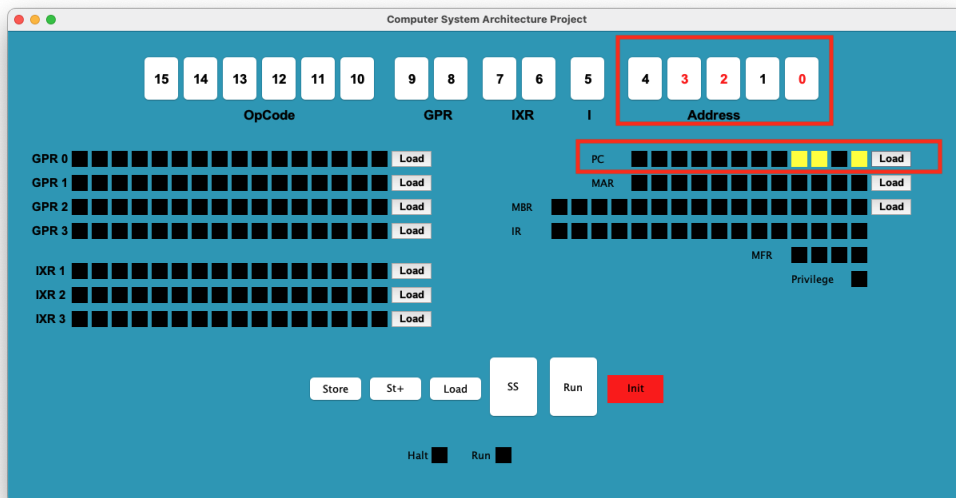 Computer System Architecture Project
15 14 13 12 11 10 9 8 7 6 5 4 3 2 1 0
OpCode GPR IXR I Address
GPR 0 Load PC Load
GPR 1 Load MAR Load
GPR 2 Load MBR Load
GPR 3 Load IR
MFR
IXR 1 Load Privilege
IXR 2 Load
IXR 3 Load
Store St+ Load SS Run Init
Halt Run